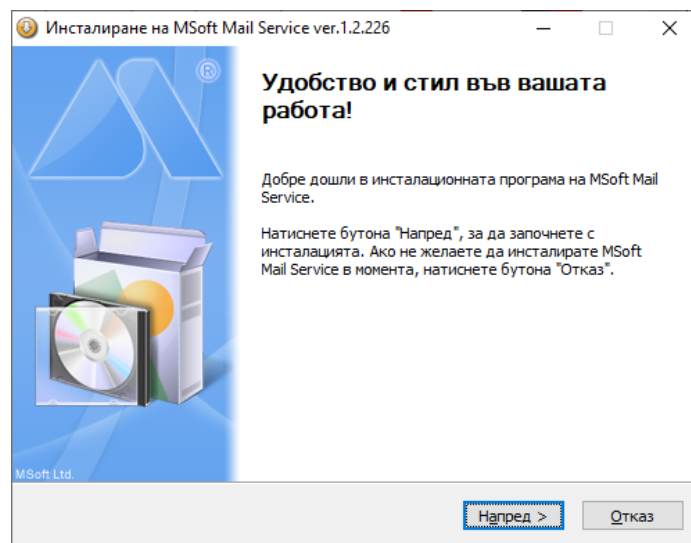 Инсталиране на MSoft Mail Service ver.1.2.226
®
Удобство и стил във вашата
работа!
Добре дошли в инсталационната програма на MSoft Mail
Service.
Натиснете бутона "Напред", за да започнете с
инсталацията. Ако не желаете да инсталирате MSoft
Mail Service в момента, натиснете бутона "Отказ".
MSoft Ltd.
Напред >
Отказ